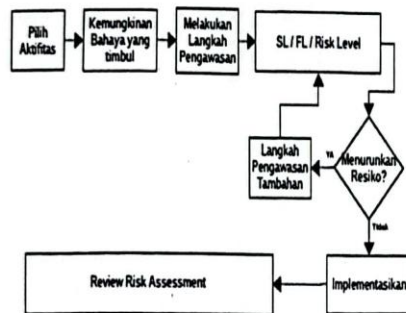 Pilih
Aktifitas
Kemungkinan
Bahaya yang
timbul
Melakukan
Langkah
Pengawasan
SL / FL / Risk Level
Langkah
Pengawasan
Tambahan
YA
Menurunkan
Resiko?
Tidak
Review Risk Assessment
Implementasikan